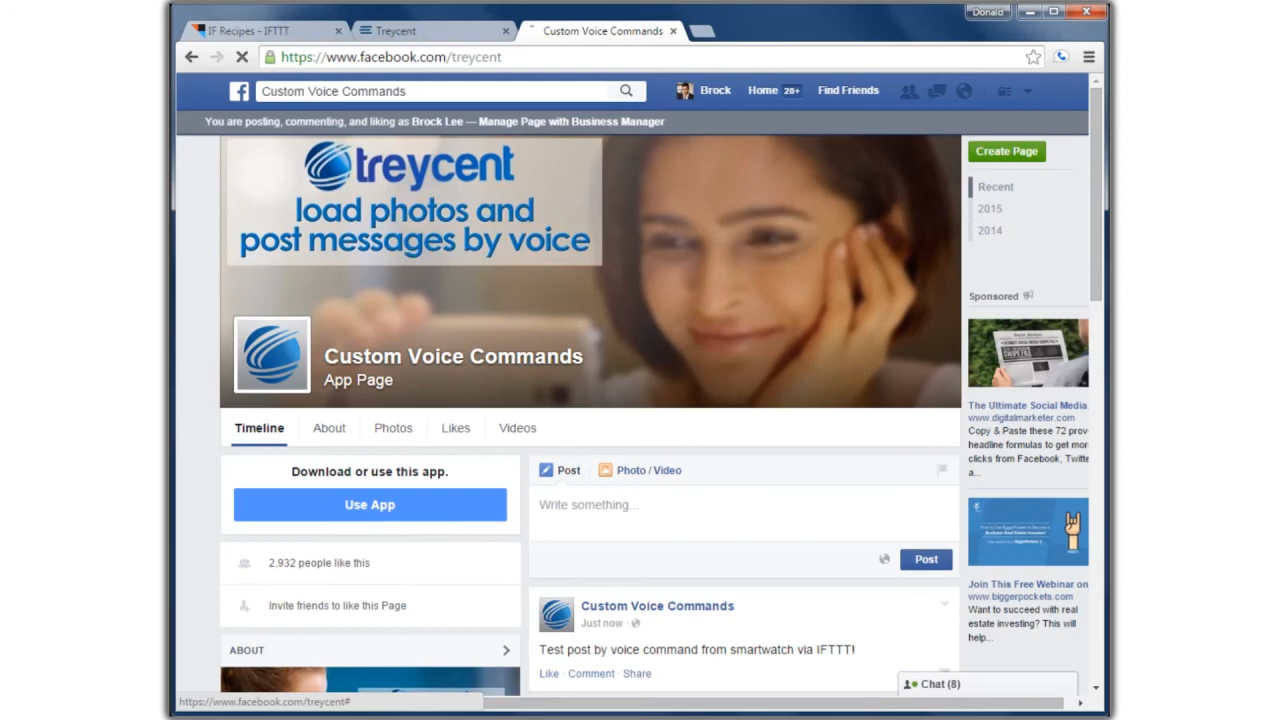 Donald
IF Recipes - IFTTT
Treycent
Custom Voice Commands
https://www.facebook.com/treycent
Custom Voice Commands
Brock
Home 20+
Find Friends
You are posting, commenting, and liking as Brock Lee — Manage Page with Business Manager
treycent
load photos and
post messages by voice
Custom Voice Commands
App Page
Create Page
Recent
2015
2014
Sponsored
Timeline
About
Photos
Likes
Videos
Download or use this app.
Use App
2,932 people like this
Invite friends to like this Page
ABOUT
Post
Photo / Video
Write something...
Post
Custom Voice Commands
Just now
Test post by voice command from smartwatch via IFTTT!
Like · Comment · Share
SWIPE FILE
The Ultimate Social Media
www.digitalmarketer.com
Copy & Paste these 72 prov
headline formulas to get mor
clicks from Facebook, Twitte
a...
Join This Free Webinar on
www.biggerpockets.com
Want to succeed with real
estate investing? This will
help...
Chat (8)
https://www.facebook.com/treycent#